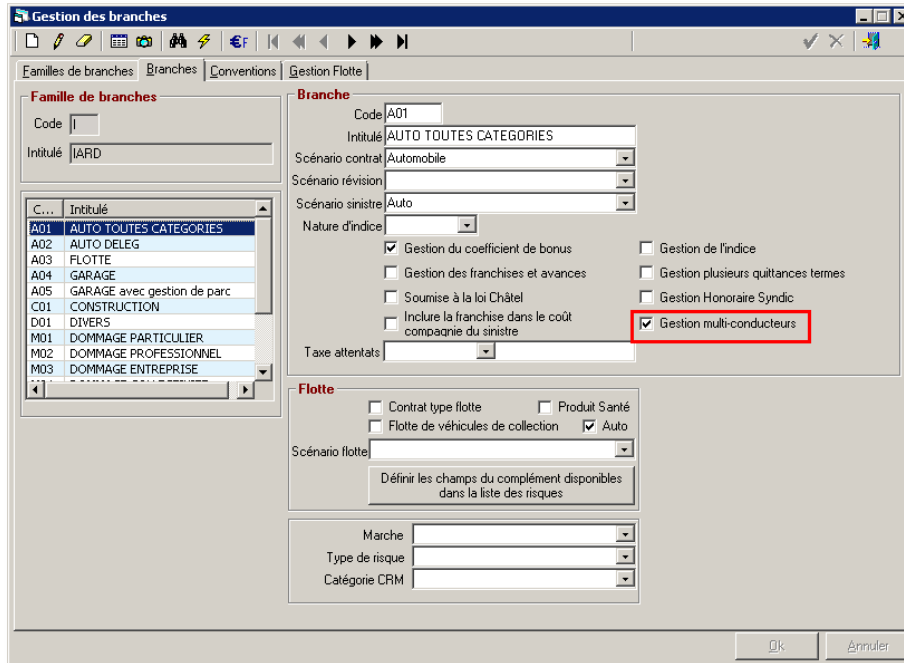 Gestion des branches
€F
Familles de branches Branches Conventions Gestion Flotte
Famille de branches
Code I
Intitulé IARD
C... Intitulé
A01 AUTO TOUTES CATEGORIES
A02 AUTO DELEG
A03 FLOTTE
A04 GARAGE
A05 GARAGE avec gestion de parc
C01 CONSTRUCTION
D01 DIVERS
M01 DOMMAGE PARTICULIER
M02 DOMMAGE PROFESSIONNEL
M03 DOMMAGE ENTREPRISE
Branche
Code A01
Intitulé AUTO TOUTES CATEGORIES
Scénario contrat Automobile
Scénario révision
Scénario sinistre Auto
Nature d'indice
Gestion du coefficient de bonus Gestion de l'indice
Gestion des franchises et avances Gestion plusieurs quittances termes
Soumise à la loi Châtel Gestion Honoraire Syndic
Inclure la franchise dans le coût
compagnie du sinistre
Gestion multi-conducteurs
Taxe attentats
Flotte
Contrat type flotte Produit Santé
Flotte de véhicules de collection Auto
Scénario flotte
Définir les champs du complément disponibles
dans la liste des risques
Marche
Type de risque
Catégorie CRM
Ok Annuler